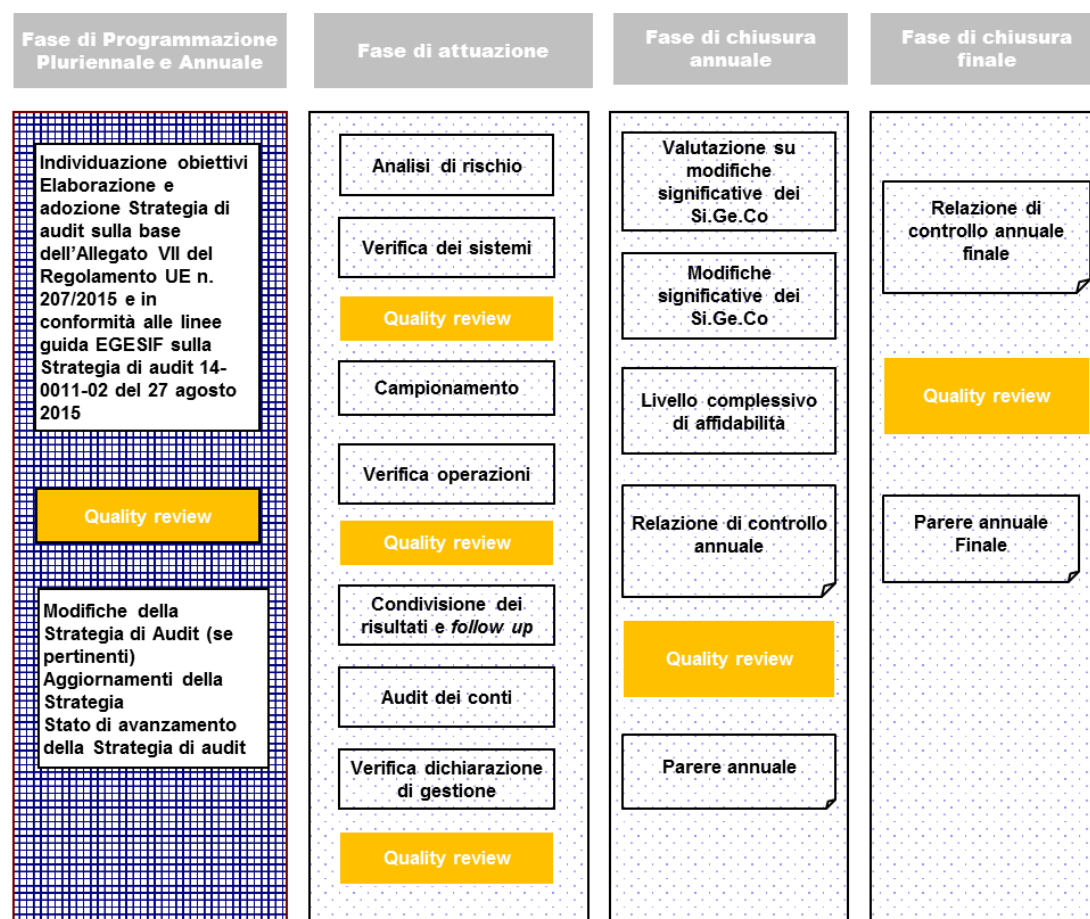 Fase di Programmazione
Pluriennale e Annuale
Individuazione obiettivi
Elaborazione e
adozione Strategia di
audit sulla base
dell'Allegato VII del
Regolamento UE n.
207/2015 e in
conformità alle linee
guida EGESIF sulla
Strategia di audit 14-
0011-02 del 27 agosto
2015
Quality review
Modifiche della
Strategia di Audit (se
pertinenti)
Aggiornamenti della
Strategia
Stato di avanzamento
della Strategia di audit
Fase di attuazione
Analisi di rischio
Verifica dei sistemi
Quality review
Campionamento
Verifica operazioni
Quality review
Condivisione dei
risultati e follow up
Audit dei conti
Verifica dichiarazione
di gestione
Quality review
Fase di chiusura
annuale
Valutazione su
modifiche
significative dei
Si.Ge.Co
Modifiche
significative dei
Si.Ge.Co
Livello complessivo
di affidabilità
Relazione di controllo
annuale
Quality review
Parere annuale
Fase di chiusura
finale
Relazione di
controllo annuale
finale
Quality review
Parere annuale
Finale